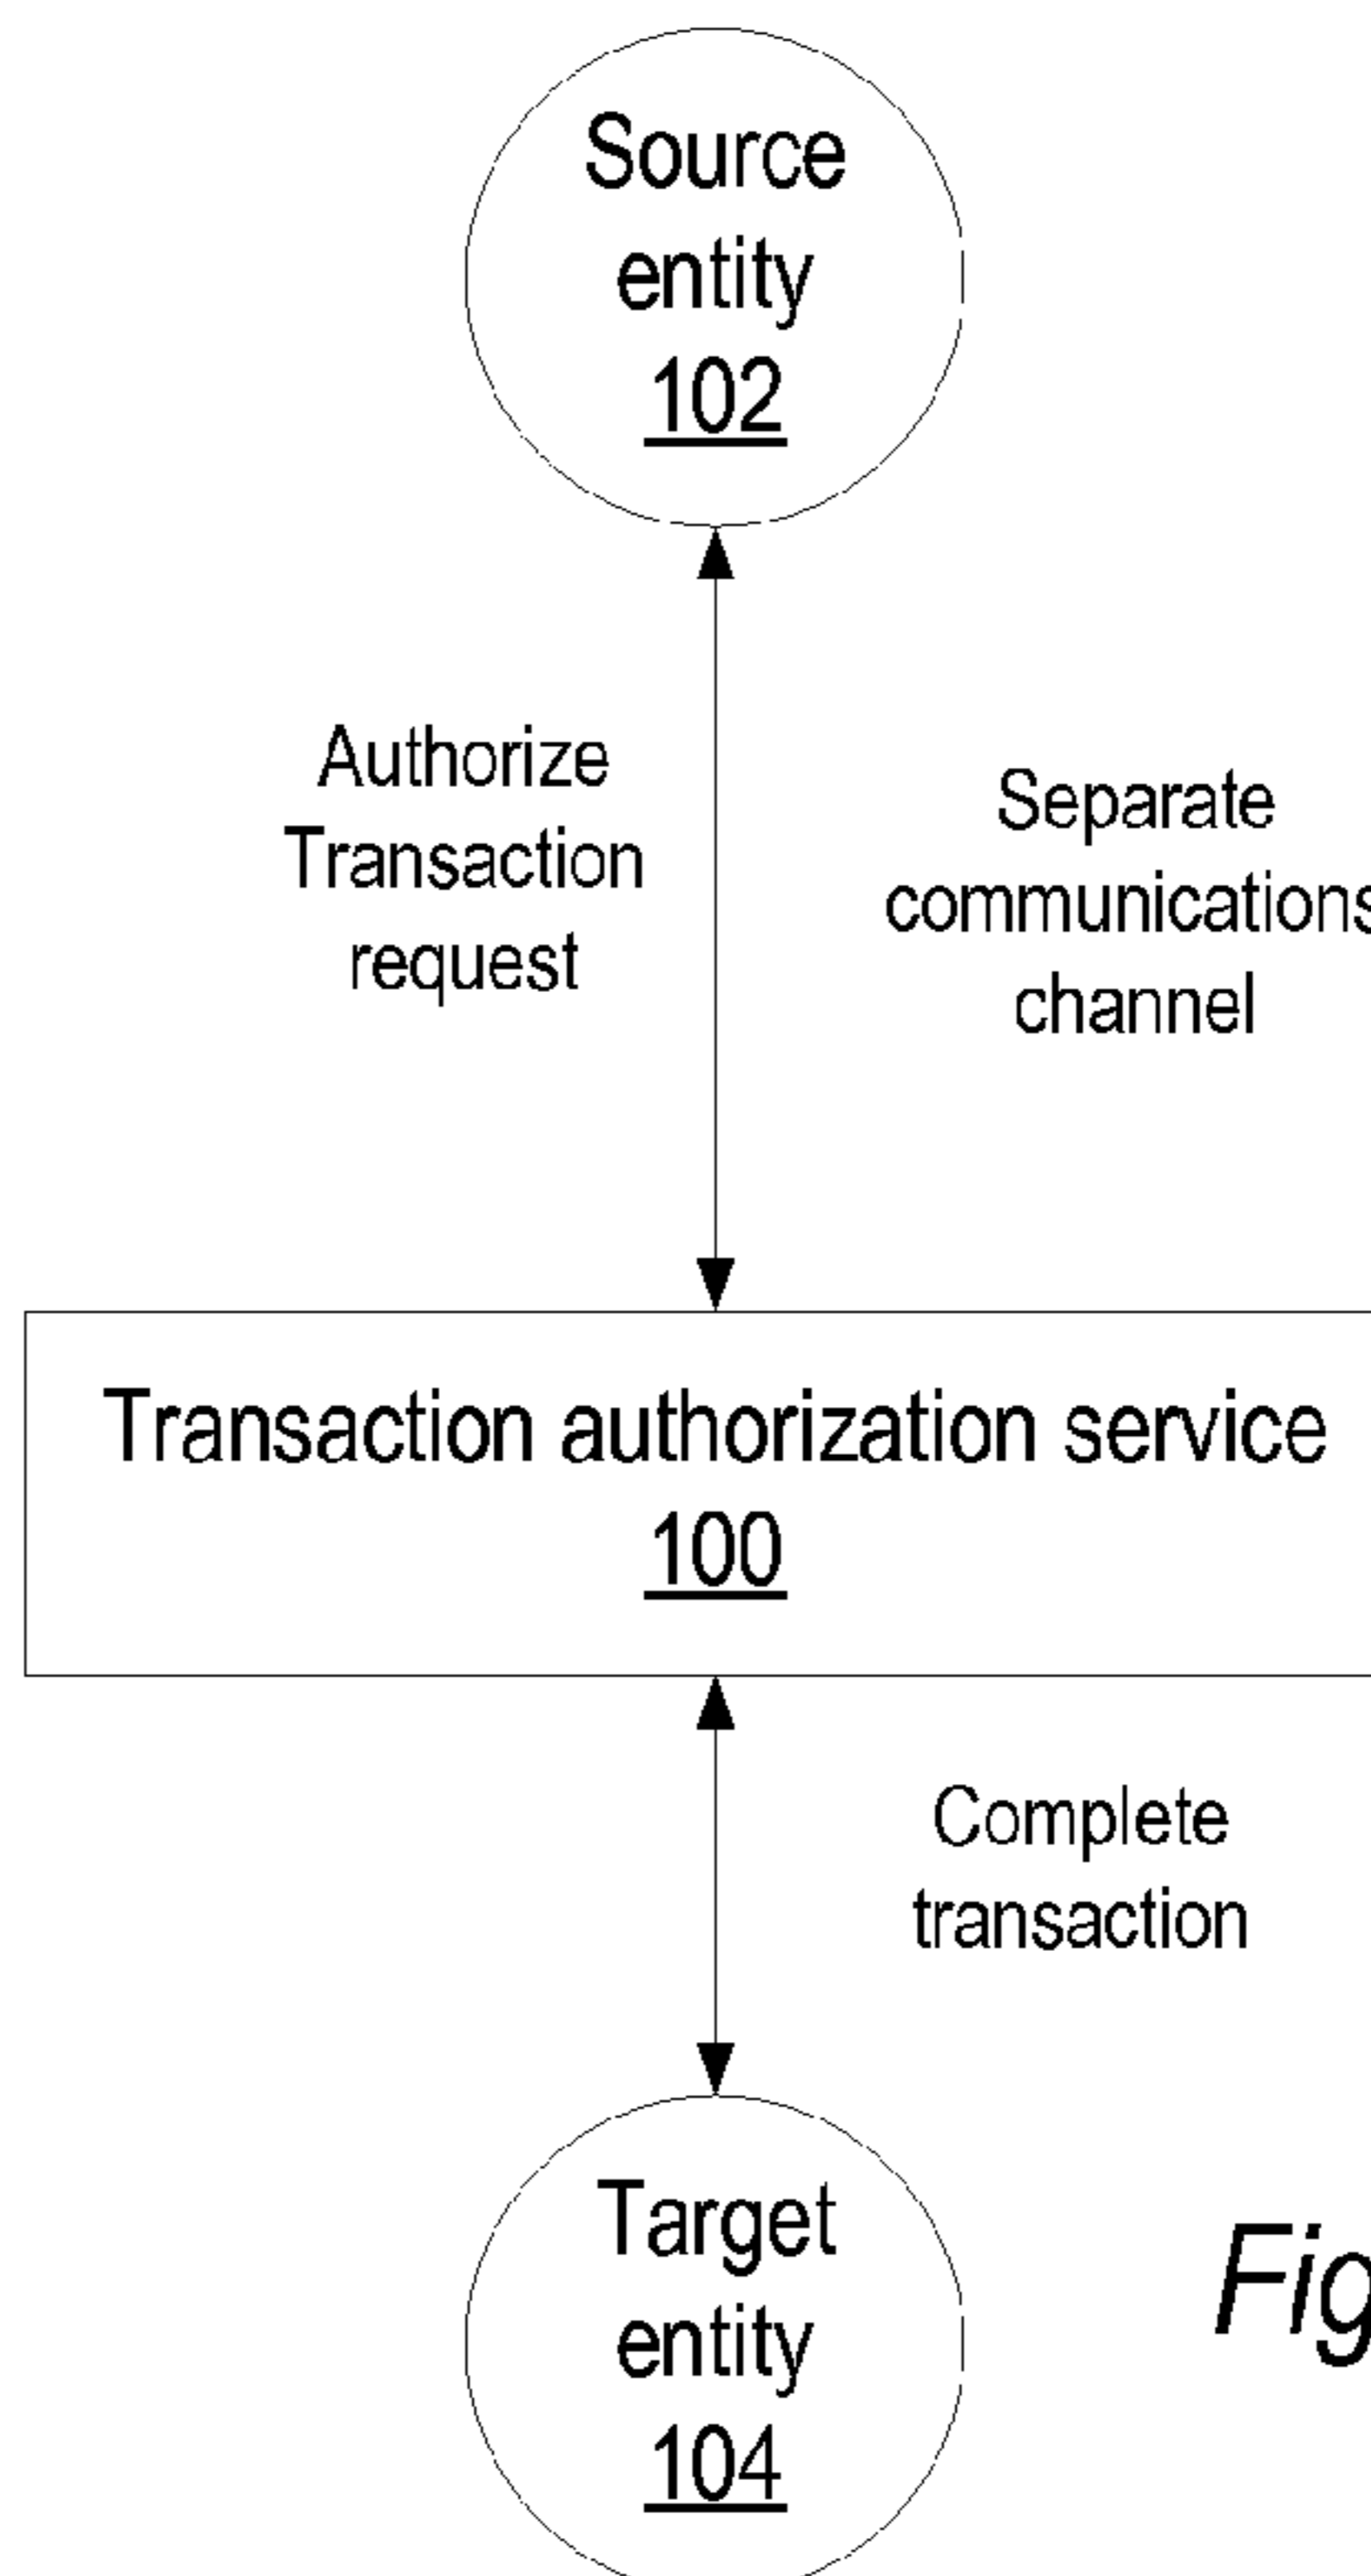 Source
entity
102
Authorize
Transaction
request
Separate
communications
channel
Transaction authorization service
100
Complete
transaction
Target
entity
104
Fig